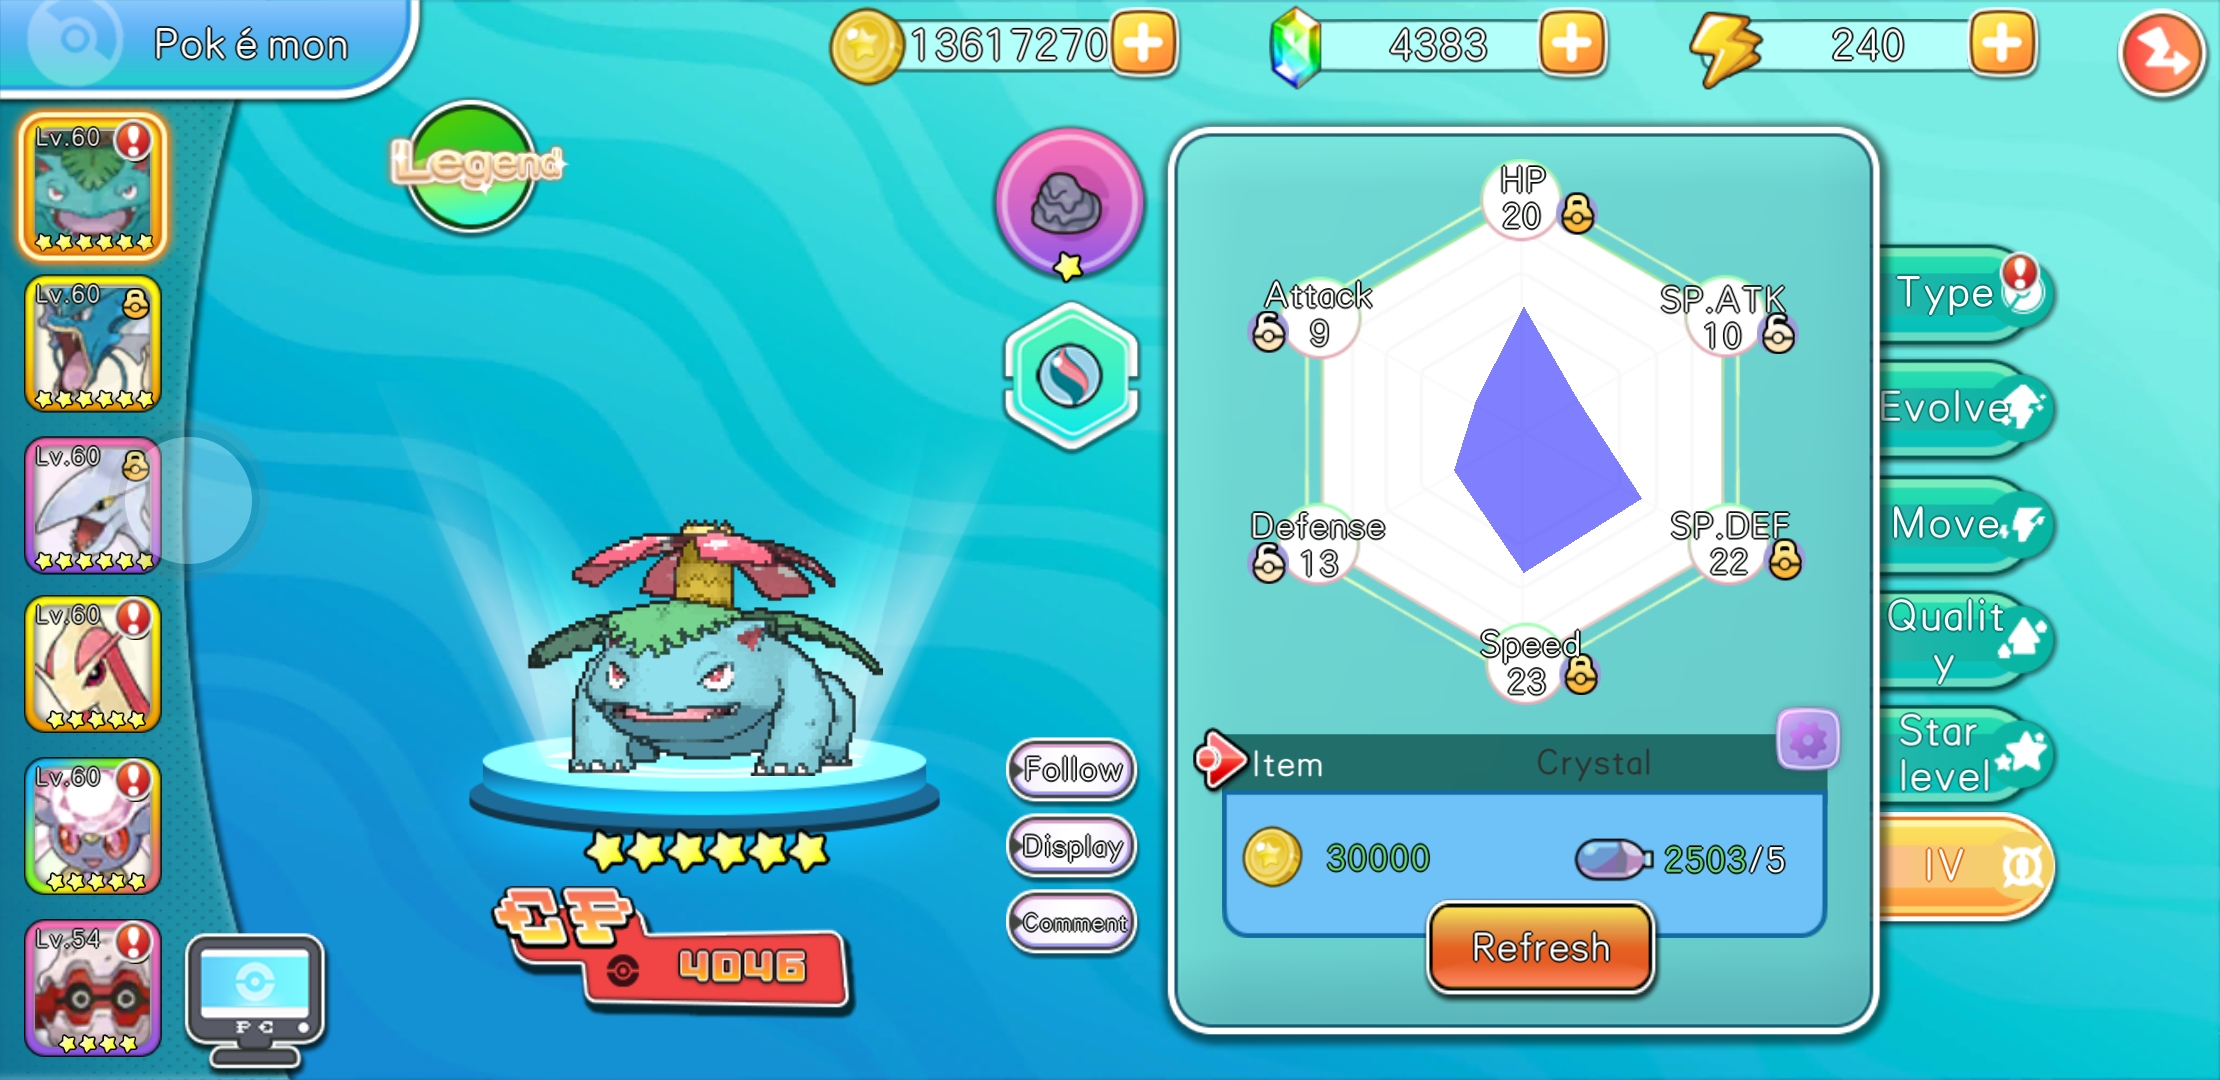 Pok é mon
13617270
4383
240
Lv.60
Lv.60
Lv.60
Lv.60
Lv.60
Lv.54
Legend
PC
CP
4046
Follow
Display
Comment
HP
20
Attack
9
SP.ATK
10
Defense
13
SP.DEF
22
Speed
23
Item
Crystal
30000
2503/5
Refresh
Type
Evolve
Move
Qualit
y
Star
level
IV